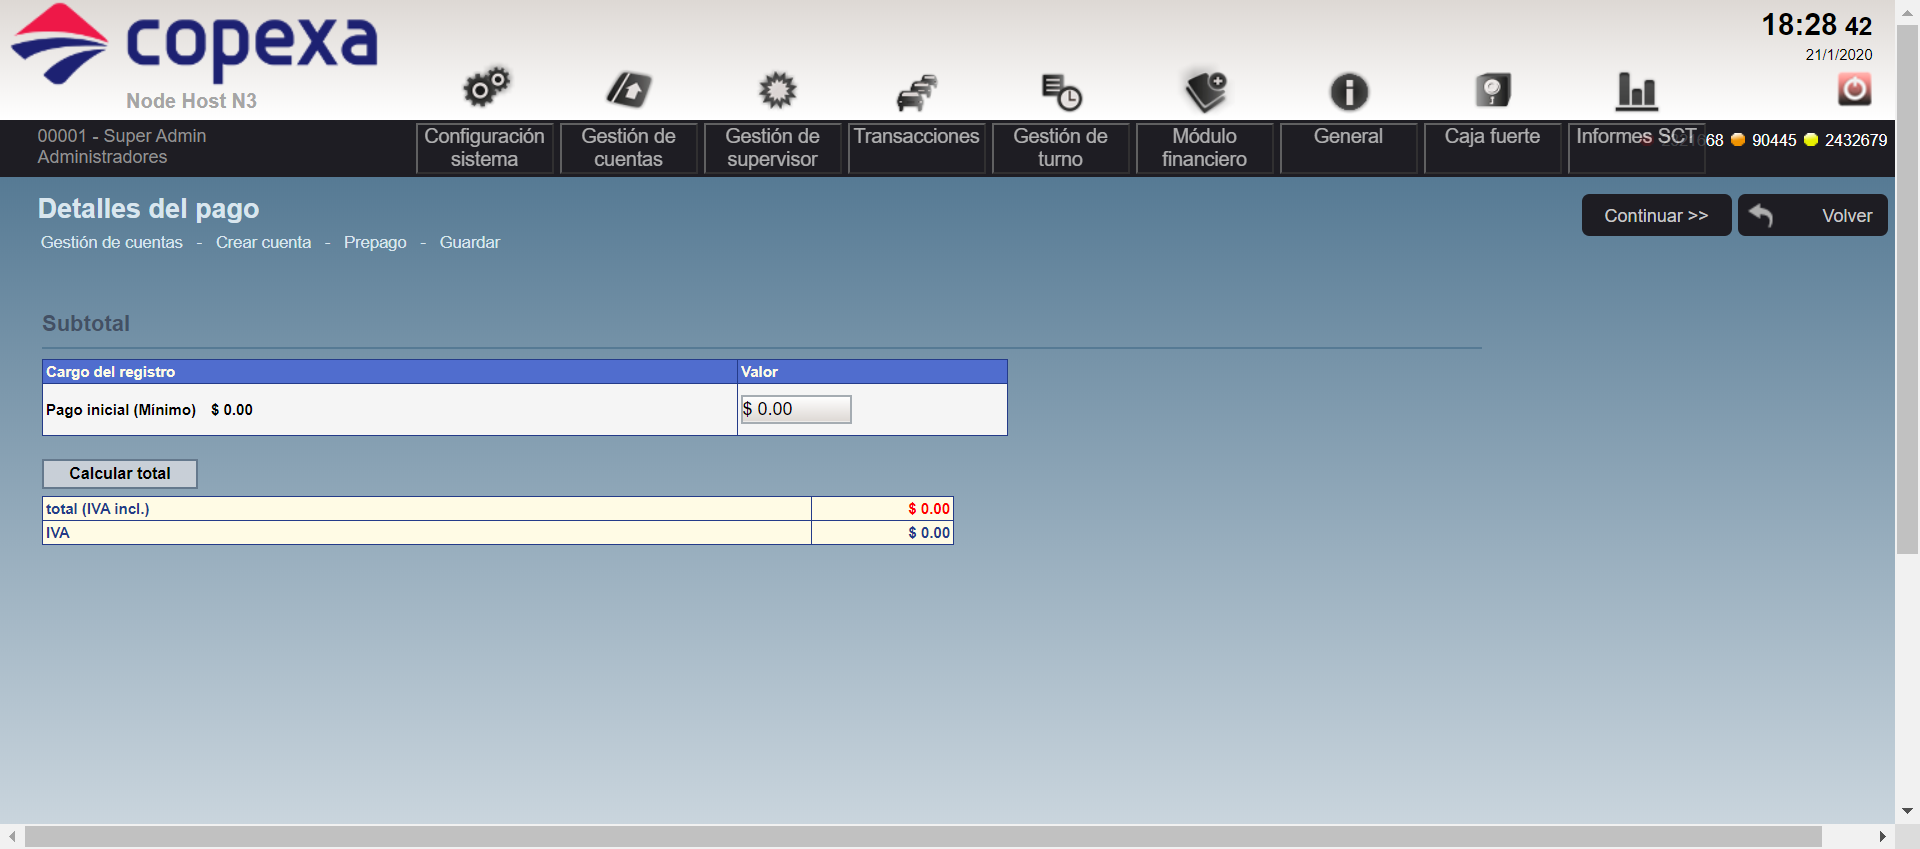 copexa
Node Host N3
18:28 42
21/1/2020
00001 - Super Admin
Administradores
Configuración
sistema
Gestión de
cuentas
Gestión de
supervisor
Transacciones
Gestión de
turno
Módulo
financiero
General
Caja fuerte
Informes SCT
90445
2432679
Detalles del pago
Continuar >>
Volver
Gestión de cuentas - Crear cuenta - Prepago - Guardar
Subtotal
Cargo del registro Valor
Pago inicial (Mínimo) $ 0.00 $ 0.00
Calcular total
total (IVA incl.) $ 0.00
IVA $ 0.00